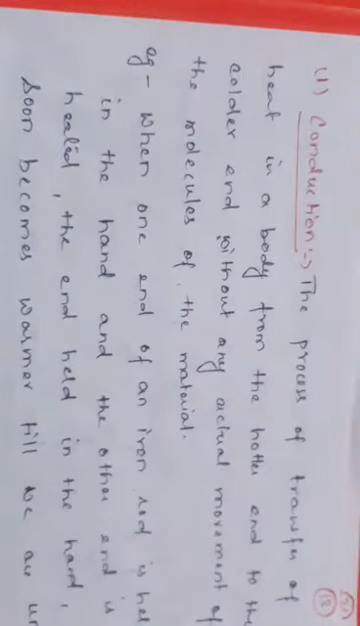 (1) Conduction :→ The process of transfer of
heat in a body from the hotter end to the
colder end without any actual movement of
the molecules of the material.
eg - When one end of an iron rod is hel
in the hand and the other end is
heated, the end held in the hand,
soon becomes warmer till we are un